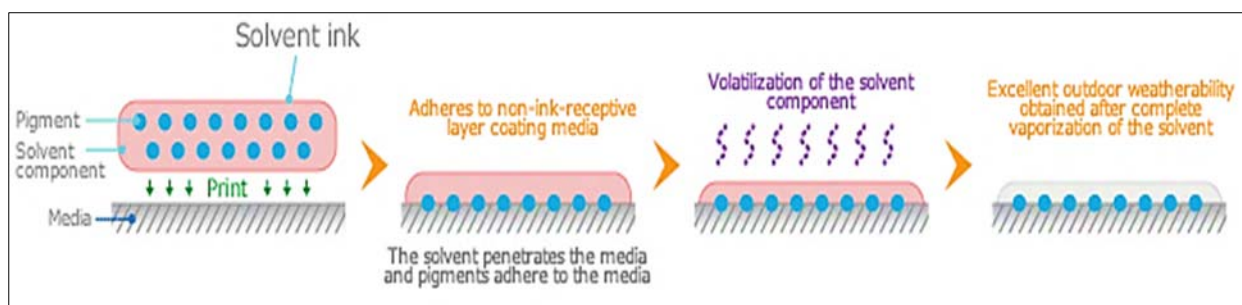 Solvent ink
Pigment
Solvent
component
Print
Media
Adheres to non-ink-receptive
layer coating media
The solvent penetrates the media
and pigments adhere to the media
Volatilization of the solvent
component
Excellent outdoor weatherability
obtained after complete
vaporization of the solvent